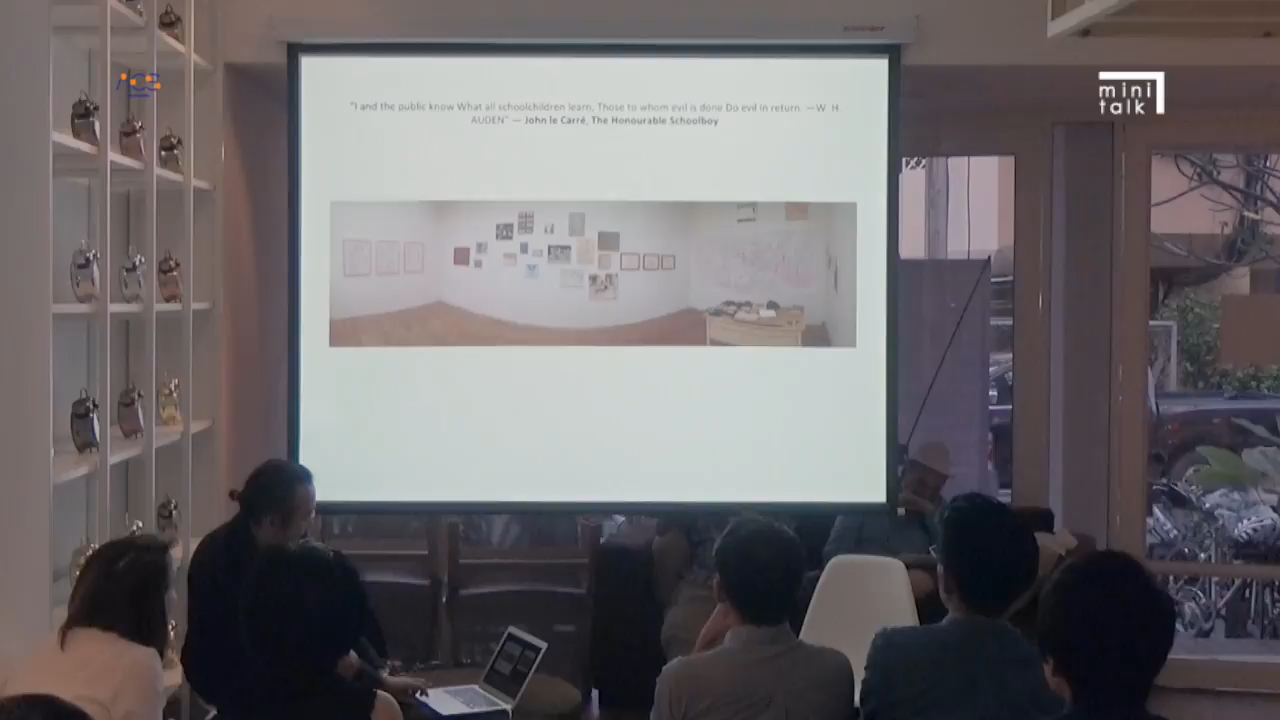 mini
talk
"I and the public know What all schoolchildren learn, Those to whom evil is done Do evil in return. —W. H.
AUDEN" — John le Carré, The Honourable Schoolboy